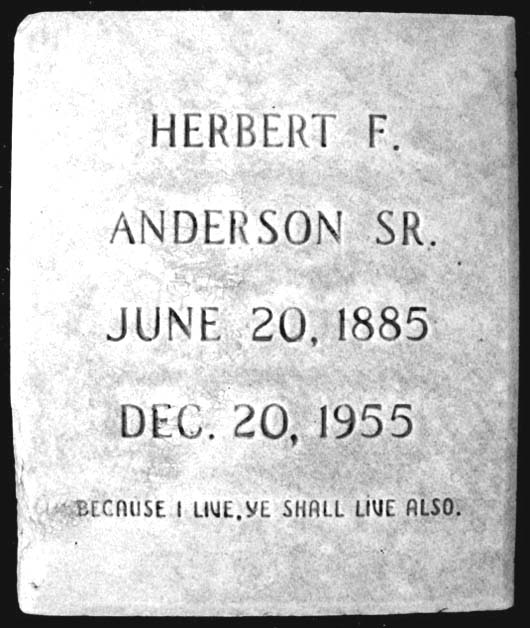 HERBERT F.
ANDERSON SR.
JUNE 20, 1885
DEC. 20, 1955
BECAUSE I LIVE, YE SHALL LIVE ALSO.